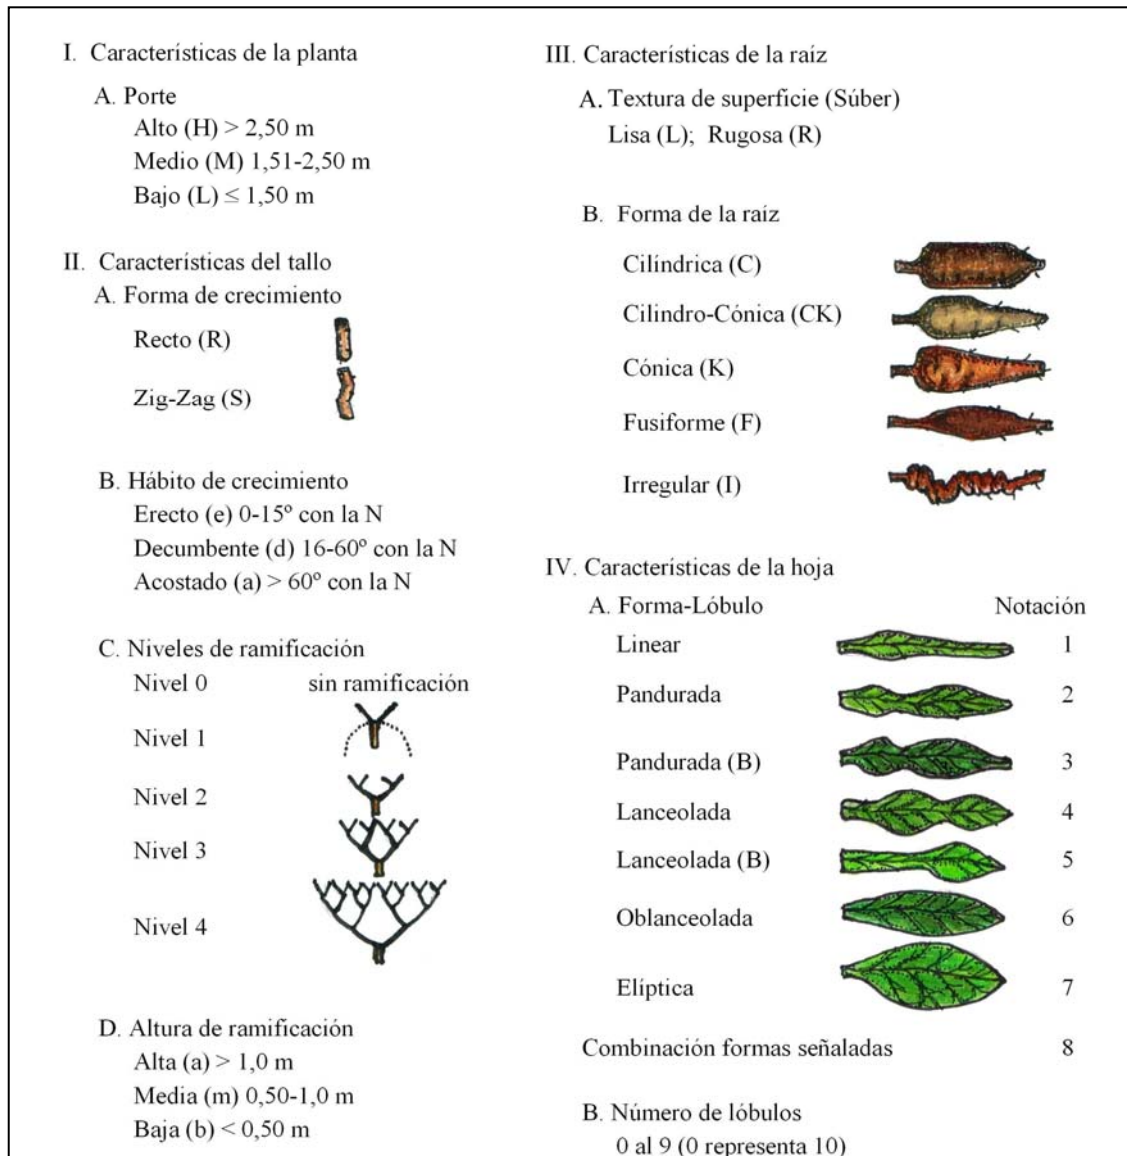 I. Características de la planta
A. Porte
Alto (H) > 2,50 m
Medio (M) 1,51-2,50 m
Bajo (L) ≤ 1,50 m
II. Características del tallo
A. Forma de crecimiento
Recto (R)
Zig-Zag (S)
B. Hábito de crecimiento
Erecto (e) 0-15º con la N
Decumbente (d) 16-60º con la N
Acostado (a) > 60º con la N
C. Niveles de ramificación
Nivel 0 sin ramificación
Nivel 1
Nivel 2
Nivel 3
Nivel 4
D. Altura de ramificación
Alta (a) > 1,0 m
Media (m) 0,50-1,0 m
Baja (b) < 0,50 m
III. Características de la raíz
A. Textura de superficie (Súber)
Lisa (L); Rugosa (R)
B. Forma de la raíz
Cilíndrica (C)
Cilindro-Cónica (CK)
Cónica (K)
Fusiforme (F)
Irregular (I)
IV. Características de la hoja
A. Forma-Lóbulo Notación
Linear 1
Pandurada 2
Pandurada (B) 3
Lanceolada 4
Lanceolada (B) 5
Oblanceolada 6
Elíptica 7
Combinación formas señaladas 8
B. Número de lóbulos
0 al 9 (0 representa 10)